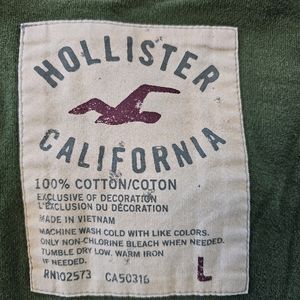 HOLLISTER
CALIFORNIA
100% COTTON/COTON
EXCLUSIVE OF DECORATION
L'EXCLUSION DU DÉCORATION
MADE IN VIETNAM
MACHINE WASH COLD WITH LIKE COLORS.
ONLY NON-CHLORINE BLEACH WHEN NEEDED.
TUMBLE DRY LOW. WARM IRON
IF NEEDED.
RN102573 CA50316 L